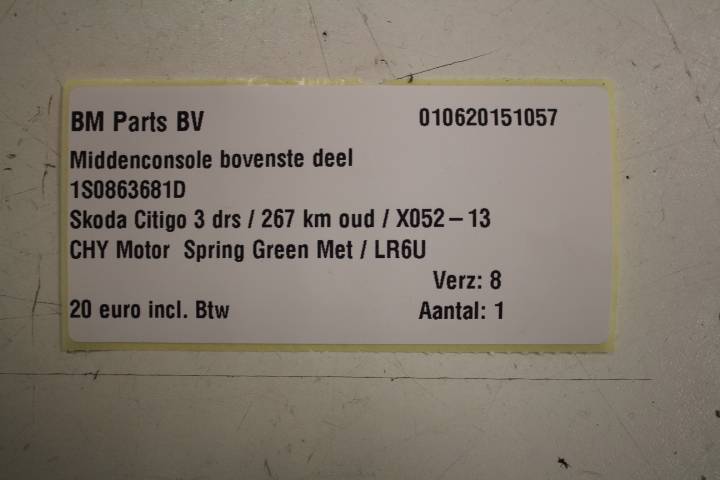 BM Parts BV 010620151057
Middenconsole bovenste deel
1S0863681D
Skoda Citigo 3 drs / 267 km oud / X052 – 13
CHY Motor Spring Green Met / LR6U
Verz: 8
20 euro incl. Btw Aantal: 1